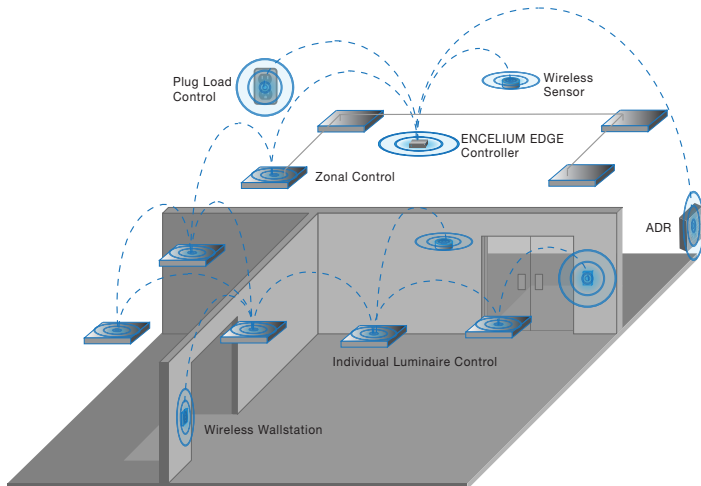 Plug Load
Control
Wireless
Sensor
ENCELIUM EDGE
Controller
Zonal Control
ADR
Individual Luminaire Control
Wireless Wallstation